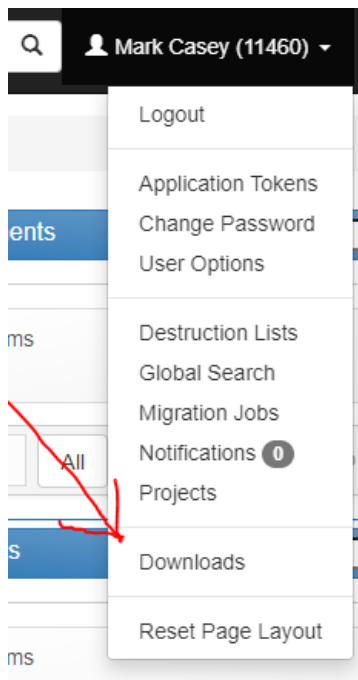 Mark Casey (11460)
Logout
Application Tokens
ents
Change Password
User Options
Destruction Lists
ms
Global Search
Migration Jobs
Notifications 0
All
Projects
s
Downloads
Reset Page Layout
ms